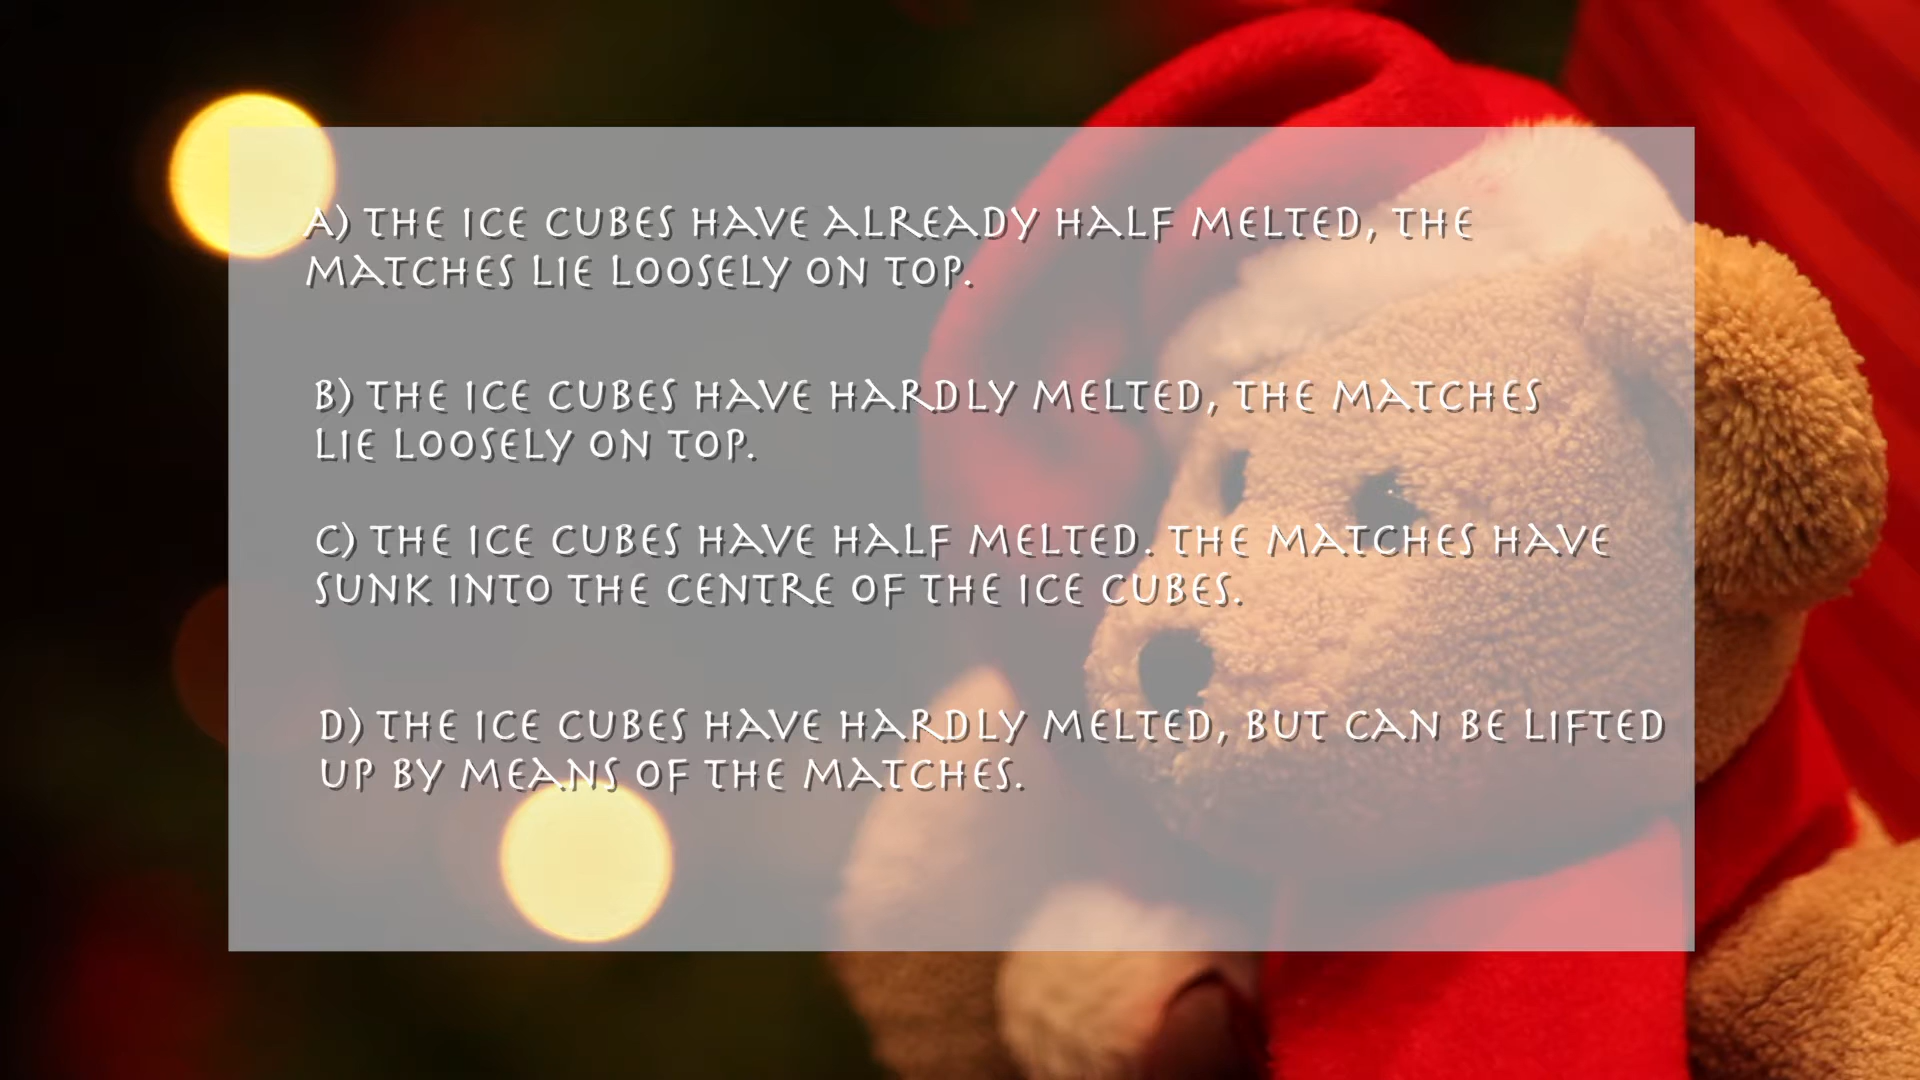 A) THE ICE CUBES HAVE ALREADY HALF MELTED, THE
MATCHES LIE LOOSELY ON TOP.
B) THE ICE CUBES HAVE HARDLY MELTED, THE MATCHES
LIE LOOSELY ON TOP.
C) THE ICE CUBES HAVE HALF MELTED. THE MATCHES HAVE
SUNK INTO THE CENTRE OF THE ICE CUBES.
D) THE ICE CUBES HAVE HARDLY MELTED, BUT CAN BE LIFTED
UP BY MEANS OF THE MATCHES.